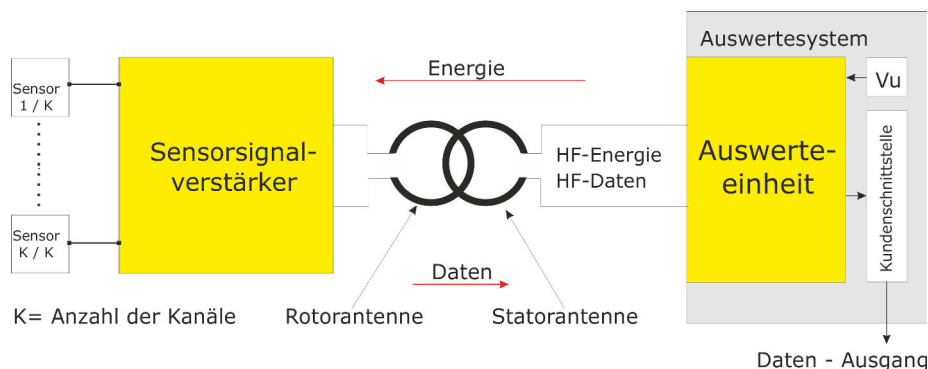 Auswertesystem
Energie
Sensor
1 / K
Vu
Sensorsignal-
verstärker
HF-Energie
HF-Daten
Auswerte-
einheit
Kundenschnittstelle
Sensor
K / K
Daten
K= Anzahl der Kanäle
Rotorantenne
Statorantenne
Daten - Ausgang